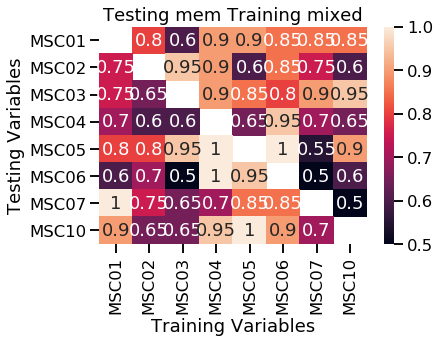 Testing mem Training mixed
Testing Variables
MSC01 0.8 0.6 0.9 0.9 0.85 0.85 0.85
MSC02 0.75 0.95 0.9 0.6 0.85 0.75 0.6
MSC03 0.75 0.65 0.9 0.85 0.8 0.9 0.95
MSC04 0.7 0.6 0.6 0.65 0.95 0.7 0.65
MSC05 0.8 0.8 0.95 1 1 0.55 0.9
MSC06 0.6 0.7 0.5 1 0.95 0.5 0.6
MSC07 1 0.75 0.65 0.7 0.85 0.85 0.5
MSC10 0.9 0.65 0.65 0.95 1 0.9 0.7
MSC01 MSC02 MSC03 MSC04 MSC05 MSC06 MSC07 MSC10
Training Variables
1.0
0.9
0.8
0.7
0.6
0.5